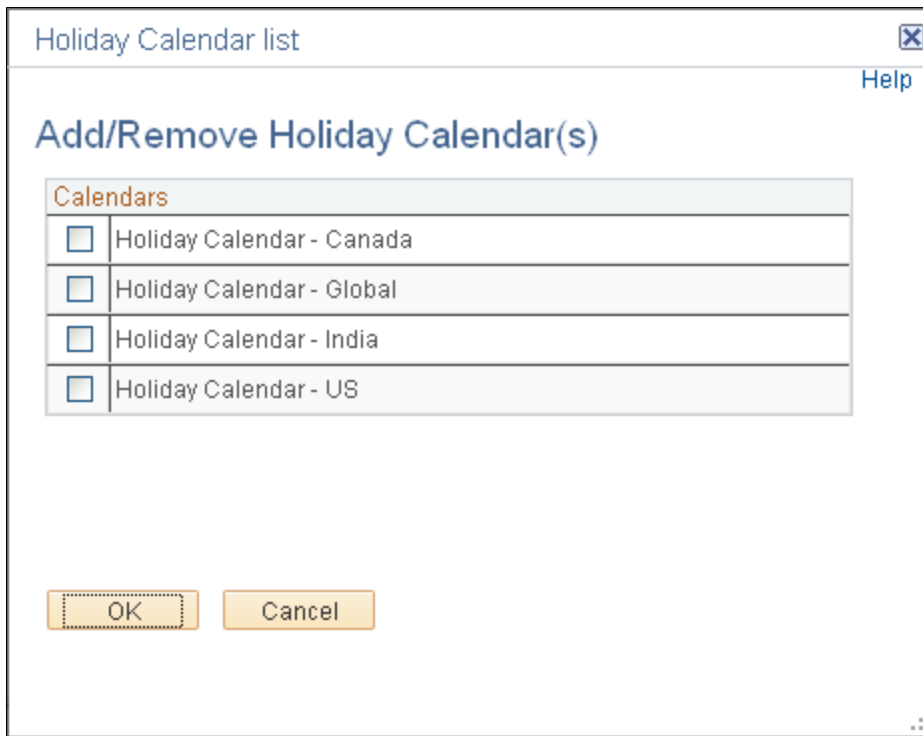 Holiday Calendar list
Help
Add/Remove Holiday Calendar(s)
Calendars
Holiday Calendar - Canada
Holiday Calendar - Global
Holiday Calendar - India
Holiday Calendar - US
OK Cancel